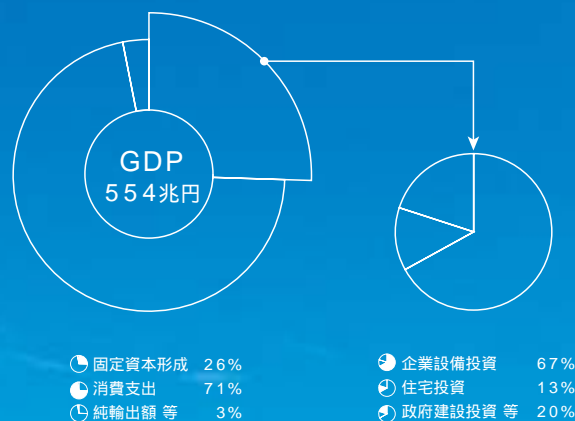 GDP
554兆円
固定資本形成 26%
消費支出 71%
純輸出額 等 3%
企業設備投資 67%
住宅投資 13%
政府建設投資 等 20%